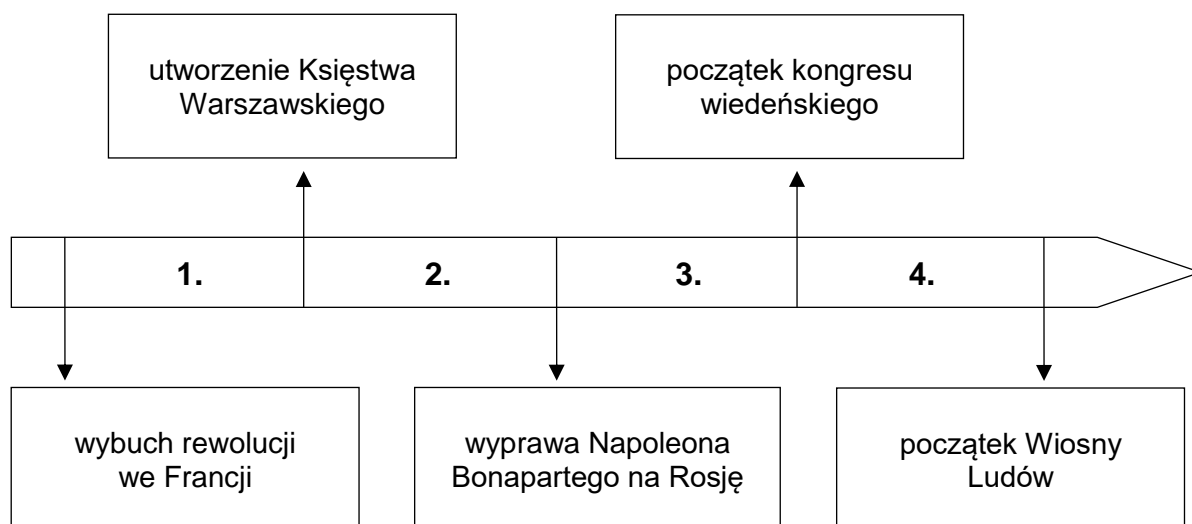 utworzenie Księstwa
Warszawskiego
początek kongresu
wiedeńskiego
1.
2.
3.
4.
wybuch rewolucji
we Francji
wyprawa Napoleona
Bonapartego na Rosję
początek Wiosny
Ludów